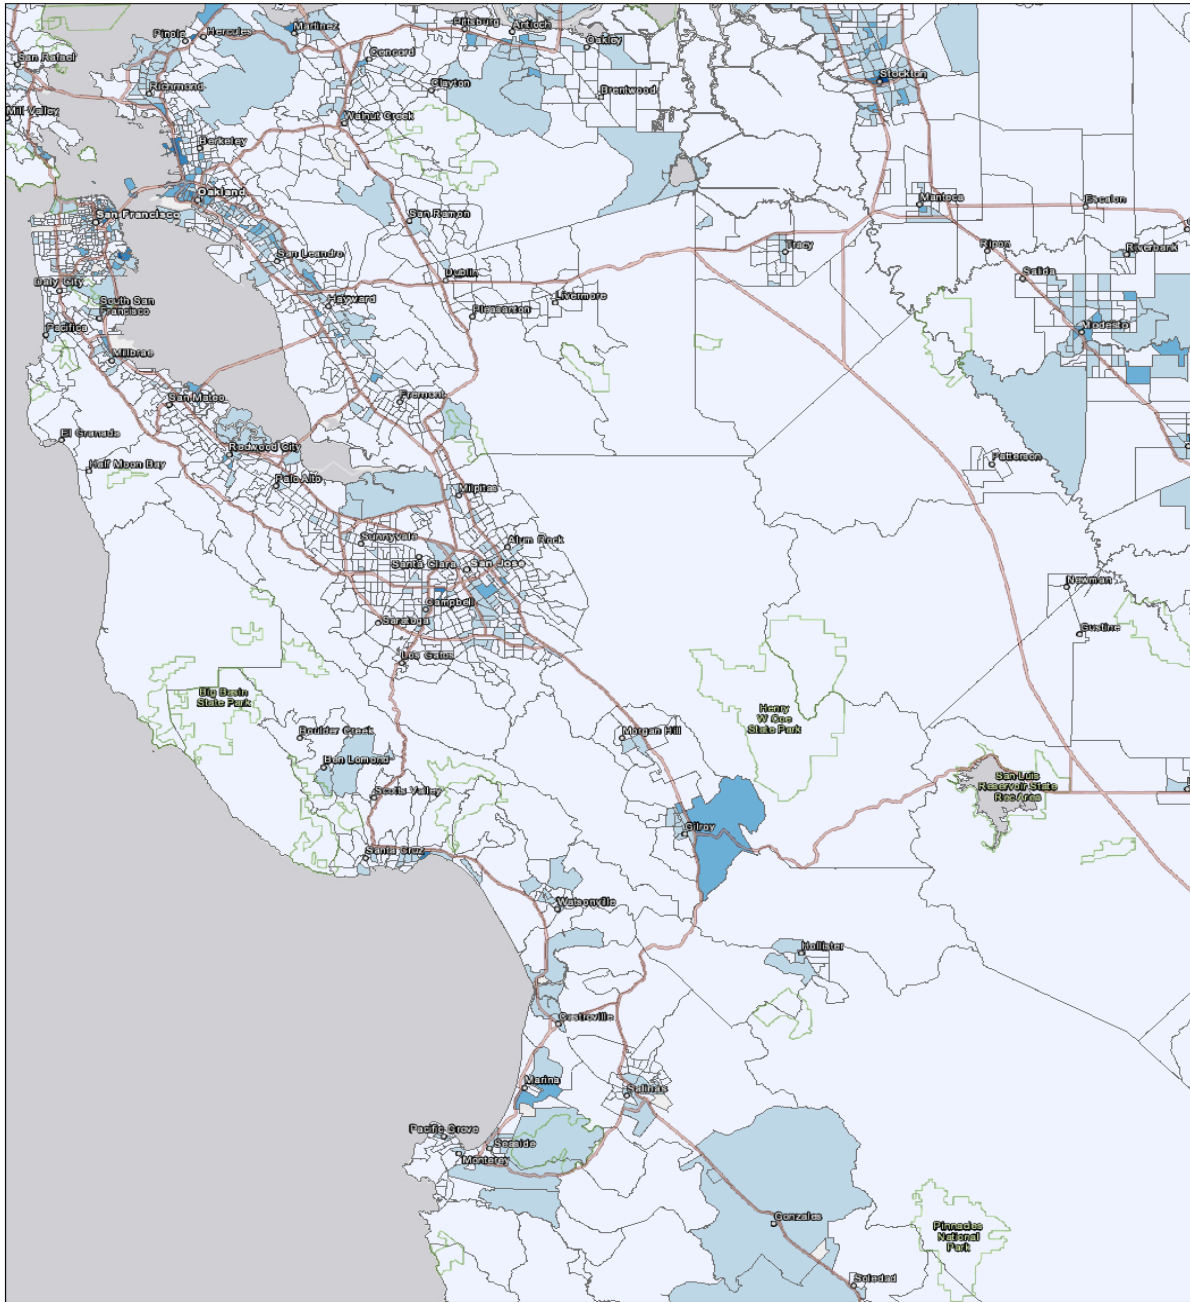 Pinole
Hercules
Martinez
Pittsburg
Antioch
Oakley
San Rafael
Concord
Clayton
Brentwood
Stockton
Richmond
Mill Valley
Walnut Creek
Berkeley
Oakland
San Francisco
San Ramon
Manteca
Escalon
San Leandro
Tracy
Ripon
Riverbank
Daly City
Dublin
Salida
South San
Francisco
Hayward
Pleasanton
Livermore
Pacifica
Modesto
Millbrae
San Mateo
Fremont
El Granada
Redwood City
Half Moon Bay
Palo Alto
Milpitas
Patterson
Sunnyvale
Alum Rock
Santa Clara
San Jose
Newman
Campbell
Saratoga
Gustine
Los Gatos
Big Basin
State Park
Henry
W Coe
State Park
Boulder Creek
Morgan Hill
Ben Lomond
San Luis
Reservoir State
Rec Area
Scotts Valley
Gilroy
Santa Cruz
Watsonville
Hollister
Castroville
Marina
Salinas
Pacific Grove
Seaside
Monterey
Gonzales
Pinnacles
National
Park
Soledad